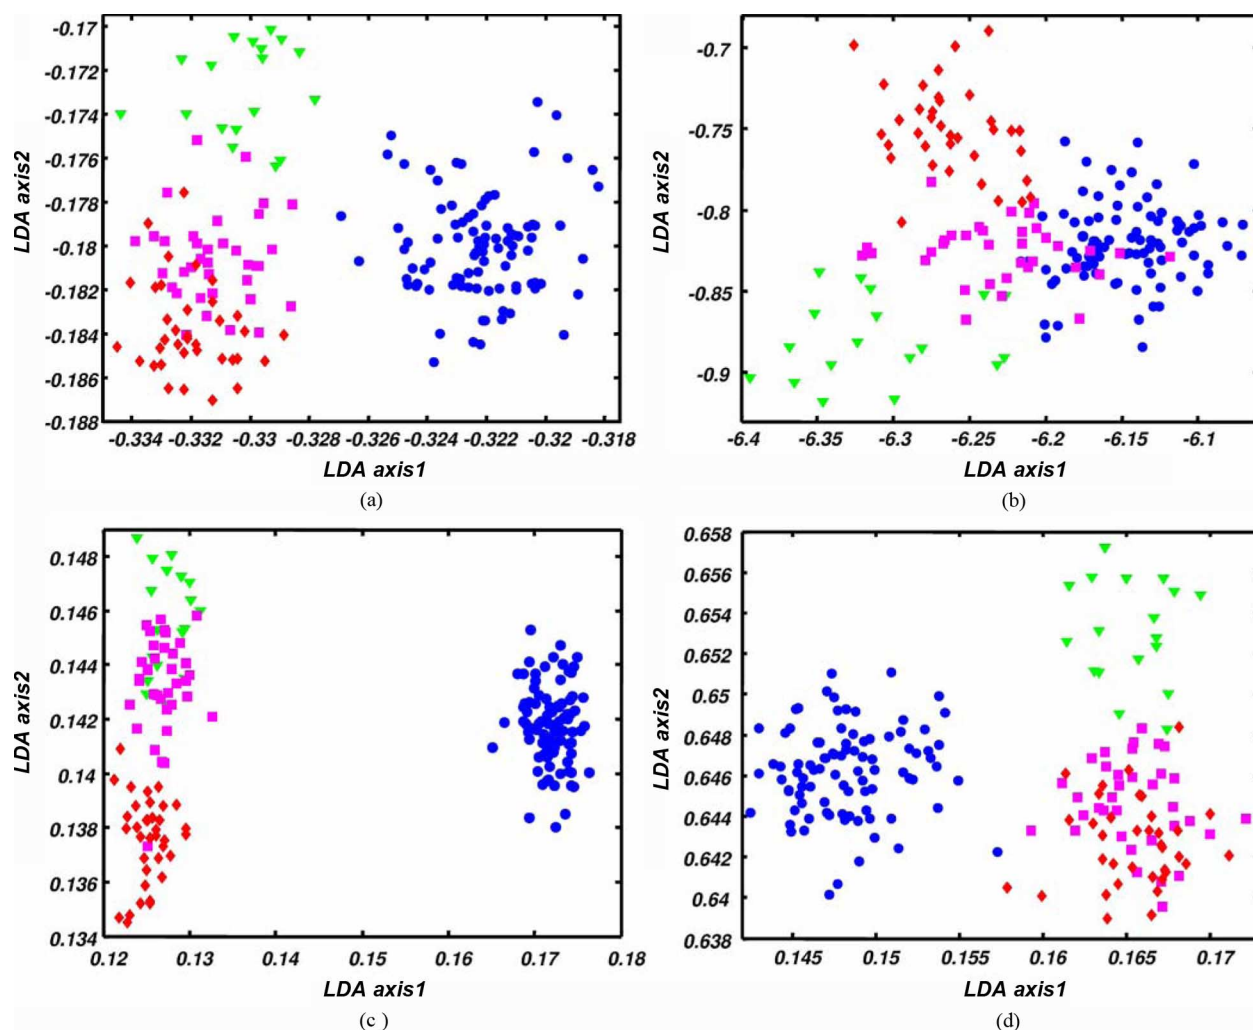 -0.17
-0.172
-0.174
-0.176
-0.178
-0.18
-0.182
-0.184
-0.186
-0.188
LDA axis2
-0.334 -0.332 -0.33 -0.328 -0.326 -0.324 -0.322 -0.32 -0.318
LDA axis1
(a)
-0.7
-0.75
-0.8
-0.85
-0.9
LDA axis2
-6.4 -6.35 -6.3 -6.25 -6.2 -6.15 -6.1
LDA axis1
(b)
0.148
0.146
0.144
0.142
0.14
0.138
0.136
0.134
LDA axis2
0.12 0.13 0.14 0.15 0.16 0.17 0.18
LDA axis1
(c )
0.658
0.656
0.654
0.652
0.65
0.648
0.646
0.644
0.642
0.64
0.638
LDA axis2
0.145 0.15 0.155 0.16 0.165 0.17
LDA axis1
(d)